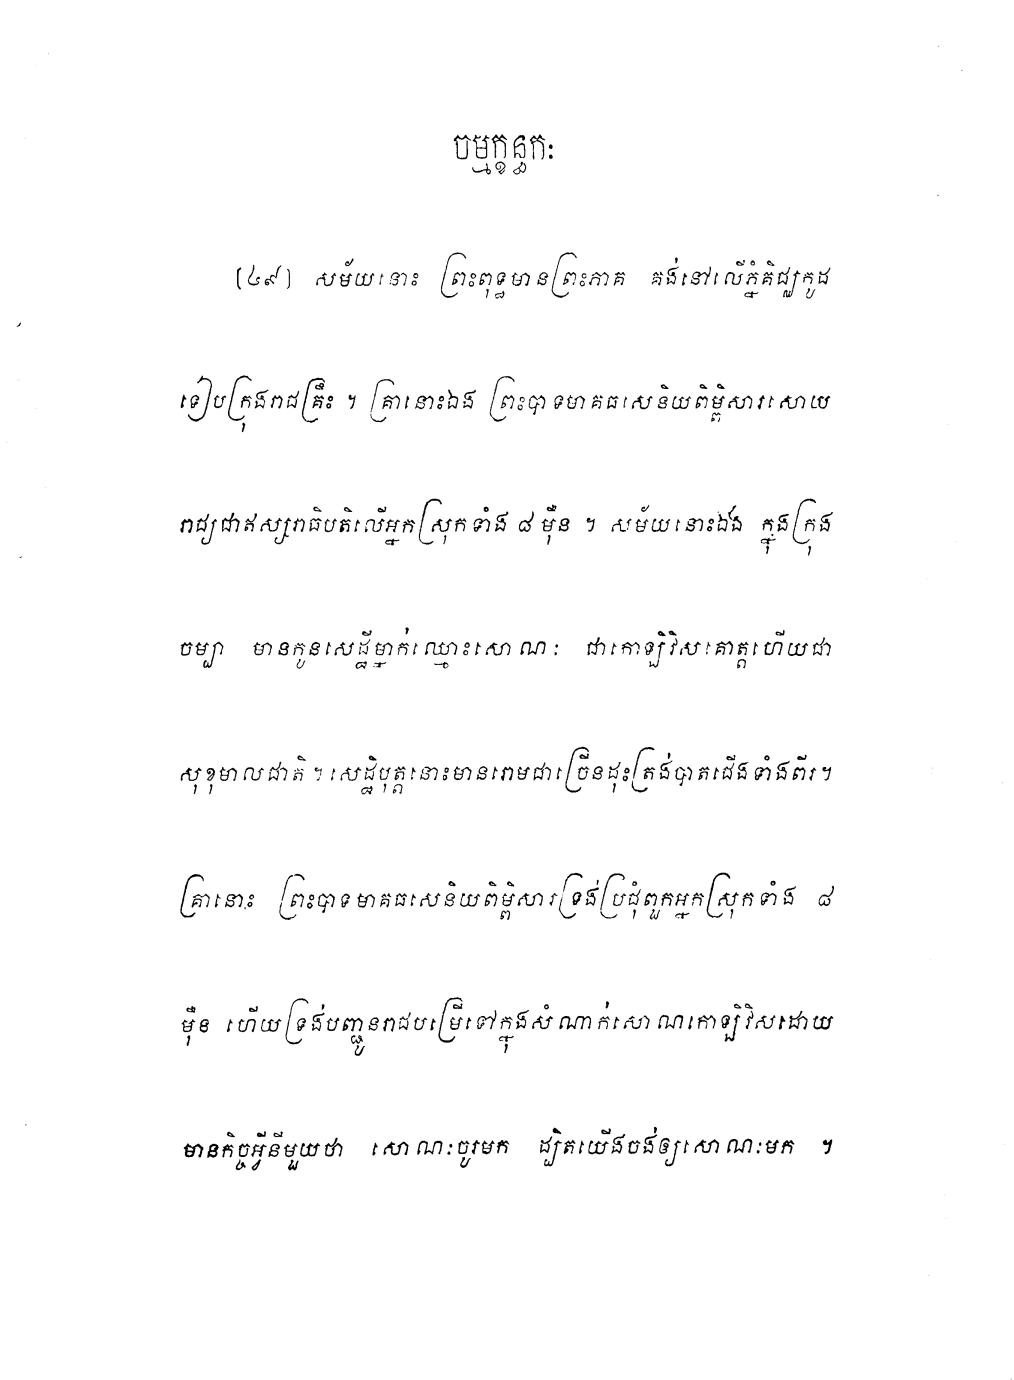 ចម្មក្ខន្ធកៈ
(៤៩) សម័យនោះ ព្រះពុទ្ធមានព្រះភាគ គង់នៅលើភ្នំគិជ្ឈកូដ
ទៀបក្រុងរាជគ្រឹះ ។ គ្រានោះឯង ព្រះបាទមាគធសេនិយពិម្ពិសារសោយ
រាជ្យជាឥស្សរាធិបតិលើអ្នកស្រុកទាំង ៨ ម៉ឺន ។ សម័យនោះឯង ក្នុងក្រុង
ចម្បា មានកូនសេដ្ឋីម្នាក់ឈ្មោះសោណៈ ជាកោឡិវិសគោត្តហើយជា
សុខុមាលជាតិ ។ សេដ្ឋិបុត្តនោះមានរោមជាច្រើនដុះត្រង់បាតជើងទាំងពីរ។
គ្រានោះ ព្រះបាទមាគធសេនិយពិម្ពិសារទ្រង់ប្រជុំពួកអ្នកស្រុកទាំង ៨
ម៉ឺន ហើយទ្រង់បញ្ជូនរាជបម្រើទៅក្នុងសំណាក់សោណកោឡិវិសដោយ
មានកិច្ចអ្វីនីមួយថា សោណៈចូរមក ដ្បិតយើងចង់ឲ្យសោណៈមក ។